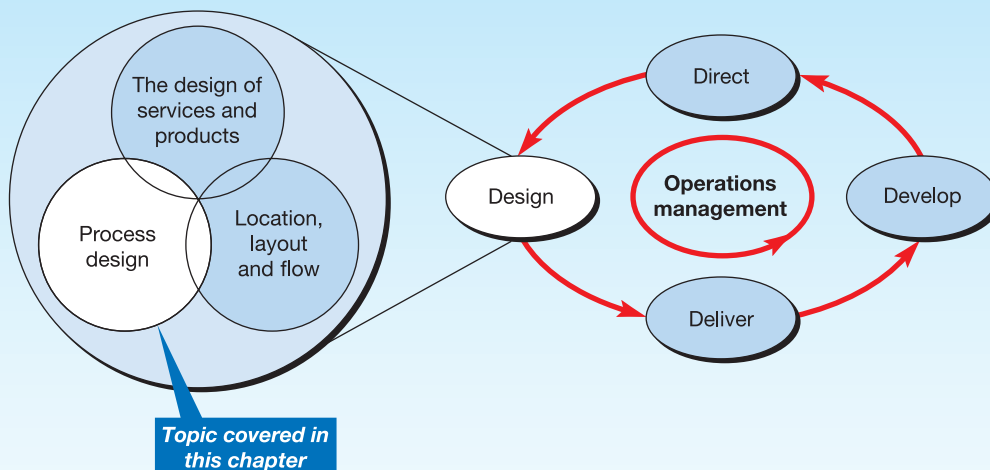 The design of
services and
products
Process
design
Location,
layout
and flow
Topic covered in
this chapter
Direct
Design
Operations
management
Develop
Deliver